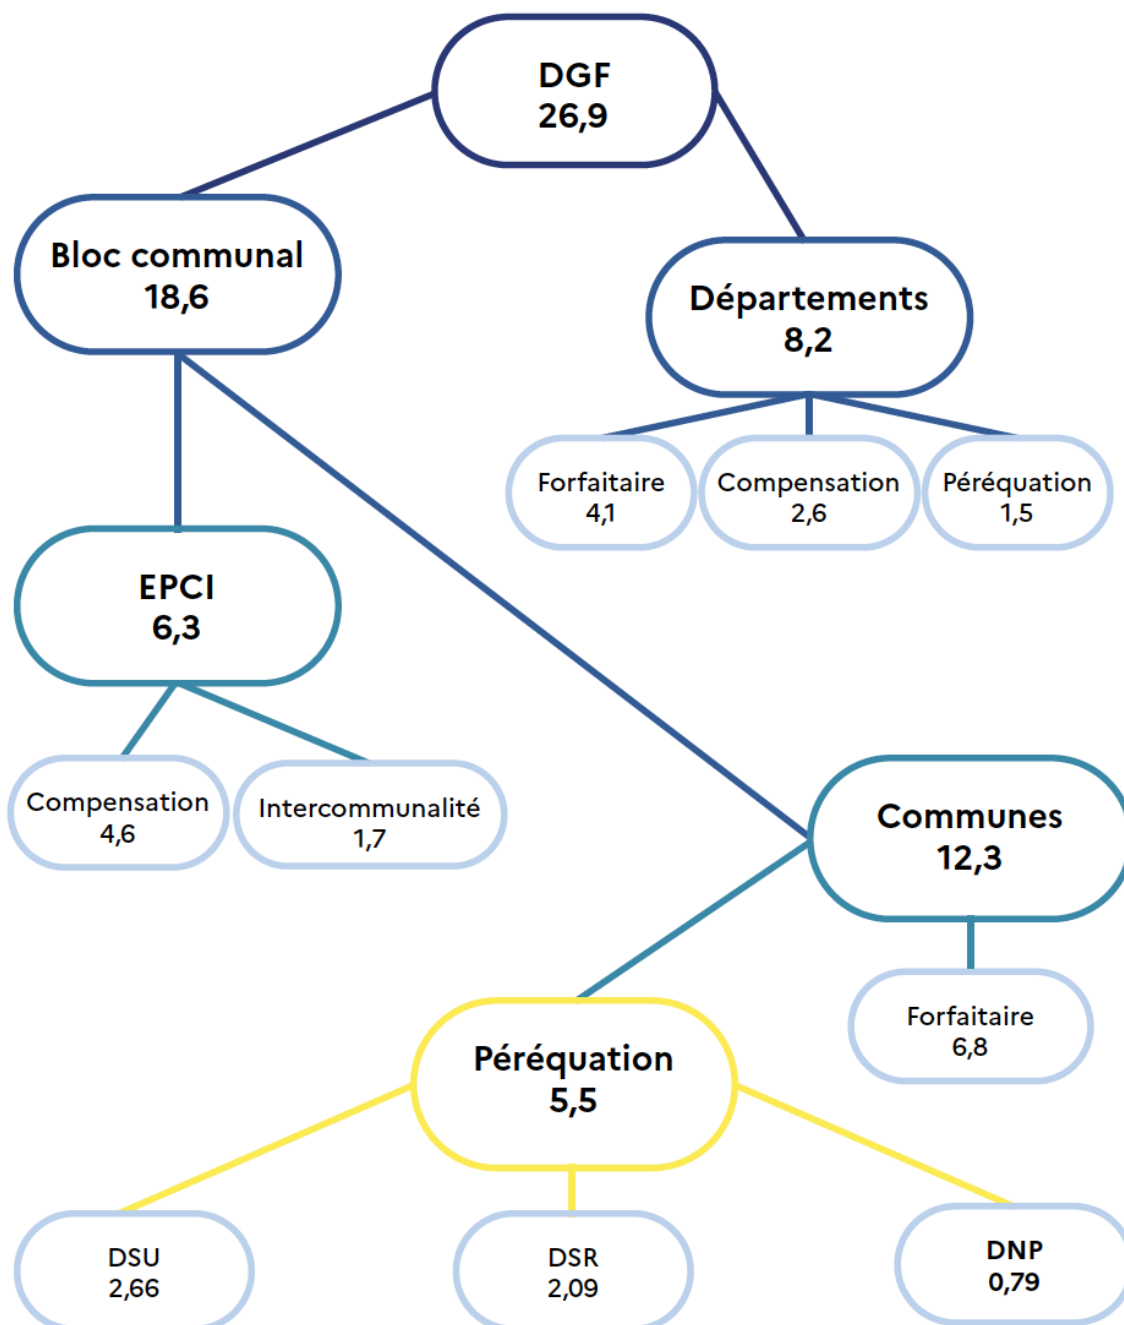 DGF
26,9
Bloc communal
18,6
Départements
8,2
Forfaitaire
4,1
Compensation
2,6
Péréquation
1,5
EPCI
6,3
Compensation
4,6
Intercommunalité
1,7
Communes
12,3
Forfaitaire
6,8
Péréquation
5,5
DSU
2,66
DSR
2,09
DNP
0,79